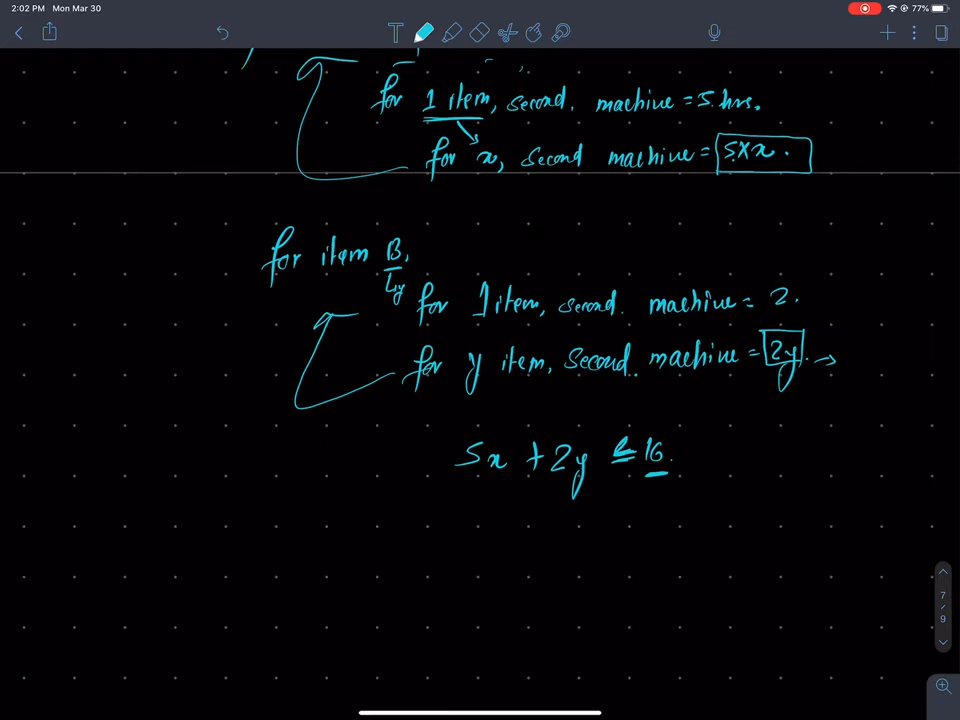 2:02 PM Mon Mar 30
77%
T
for 1 item, second. machine = 5 hrs.
for x, second machine = 5×x.
for item B,
↳y
for 1 item, second. machine = 2.
for y item, second. machine = 2y. →
5x + 2y ≤ 16.
7
/
9